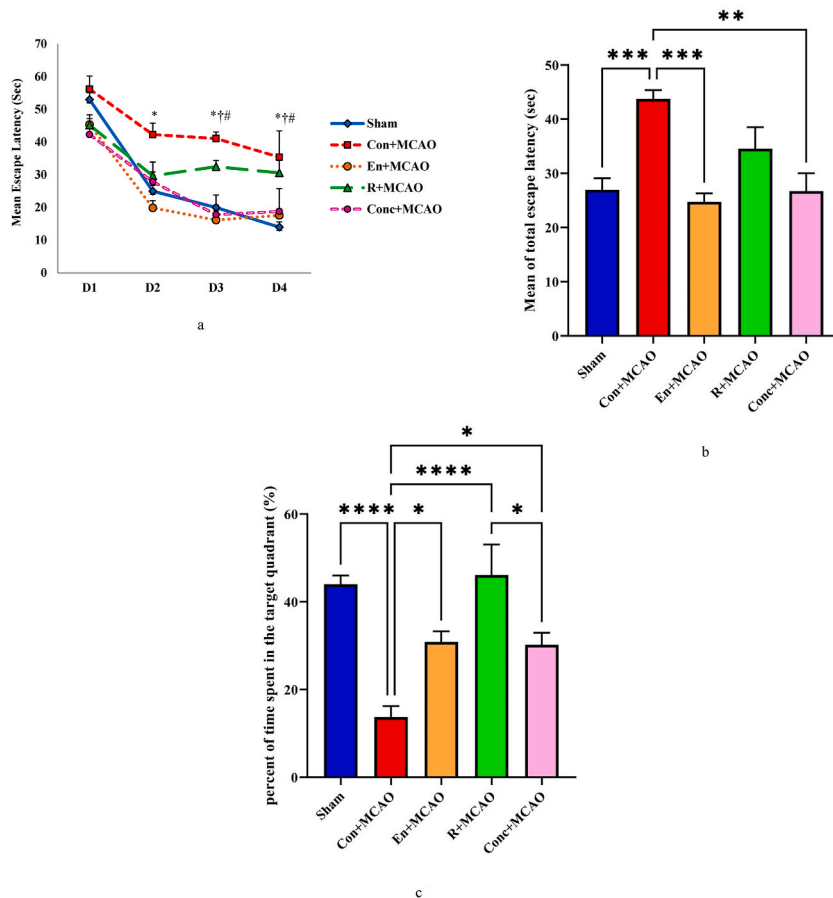 70
60
50
40
30
20
10
0
Mean Escape Latency (Sec)
*
*†#
*†#
D1 D2 D3 D4
Sham
Con+MCAO
En+MCAO
R+MCAO
Conc+MCAO
a
**
*** ***
50
40
30
20
10
0
Mean of total escape latency (sec)
Sham
Con+MCAO
En+MCAO
R+MCAO
Conc+MCAO
b
*
****
**** * *
60
40
20
0
percent of time spent in the target quadrant (%)
Sham
Con+MCAO
En+MCAO
R+MCAO
Conc+MCAO
c